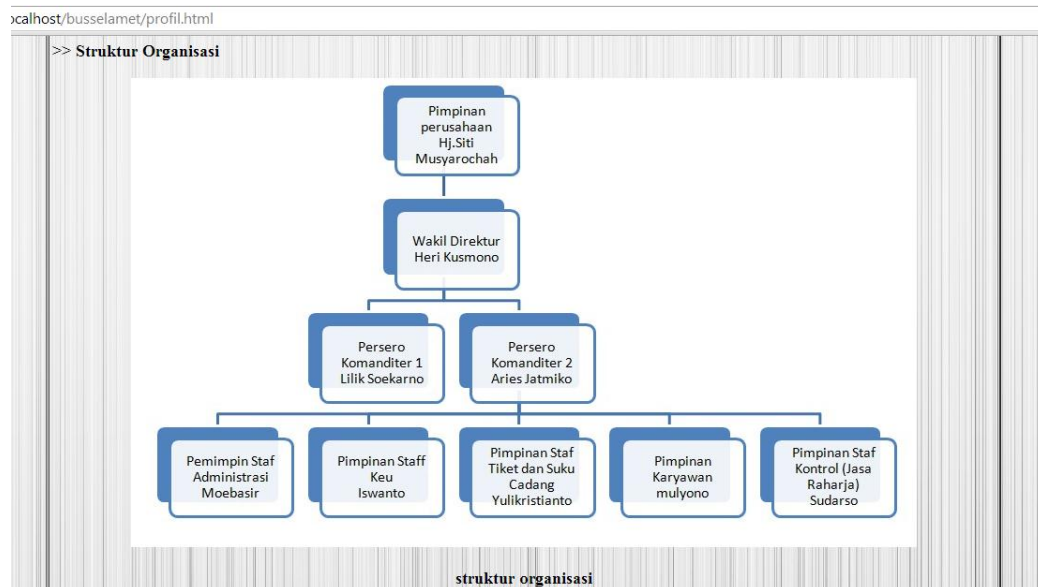 ocalhost/busselamet/profil.html
>> Struktur Organisasi
Pimpinan
perusahaan
Hj.Siti
Musyarochah
Wakil Direktur
Heri Kusmono
Persero
Komanditer 1
Lilik Soekarno
Persero
Komanditer 2
Aries Jatmiko
Pemimpin Staf
Administrasi
Moebasir
Pimpinan Staff
Keu
Iswanto
Pimpinan Staf
Tiket dan Suku
Cadang
Yulikristianto
Pimpinan
Karyawan
mulyono
Pimpinan Staf
Kontrol (Jasa
Raharja)
Sudarso
struktur organisasi